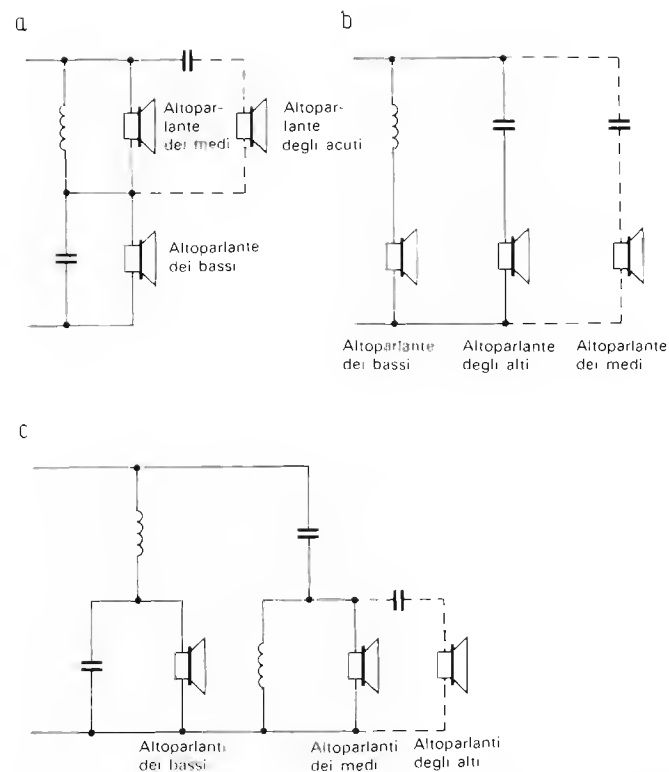 a
Altopar-
lante
dei medi
Altopar-
lante
degli acuti
Altoparlante
dei bassi
b
Altoparlante
dei bassi
Altoparlante
degli alti
Altoparlante
dei medi
c
Altoparlanti
dei bassi
Altoparlanti
dei medi
Altoparlanti
degli alti